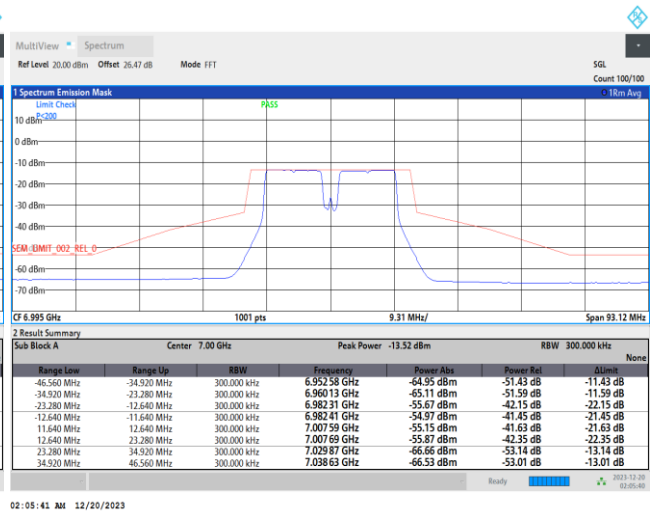 MultiView Spectrum
Ref Level 20.00 dBm Offset 26.47 dB Mode FFT SGL
Count 100/100
1 Spectrum Emission Mask 1Rm Avg
Limit Check PASS
P<200
10 dBm
0 dBm
-10 dBm
-20 dBm
-30 dBm
-40 dBm
SEM_LIMIT_002_REL_0
-60 dBm
-70 dBm
CF 6.995 GHz 1001 pts 9.31 MHz/ Span 93.12 MHz
2 Result Summary
Sub Block A Center 7.00 GHz Peak Power -13.52 dBm RBW 300.000 kHz
None
Range Low Range Up RBW Frequency Power Abs Power Rel ΔLimit
-46.560 MHz -34.920 MHz 300.000 kHz 6.952 58 GHz -64.95 dBm -51.43 dB -11.43 dB
-34.920 MHz -23.280 MHz 300.000 kHz 6.960 13 GHz -65.11 dBm -51.59 dB -11.59 dB
-23.280 MHz -12.640 MHz 300.000 kHz 6.982 31 GHz -55.67 dBm -42.15 dB -22.15 dB
-12.640 MHz -11.640 MHz 300.000 kHz 6.982 41 GHz -54.97 dBm -41.45 dB -21.45 dB
11.640 MHz 12.640 MHz 300.000 kHz 7.007 59 GHz -55.15 dBm -41.63 dB -21.63 dB
12.640 MHz 23.280 MHz 300.000 kHz 7.007 69 GHz -55.87 dBm -42.35 dB -22.35 dB
23.280 MHz 34.920 MHz 300.000 kHz 7.029 87 GHz -66.66 dBm -53.14 dB -13.14 dB
34.920 MHz 46.560 MHz 300.000 kHz 7.038 63 GHz -66.53 dBm -53.01 dB -13.01 dB
Ready 2023-12-20
02:05:40
02:05:41 AM 12/20/2023